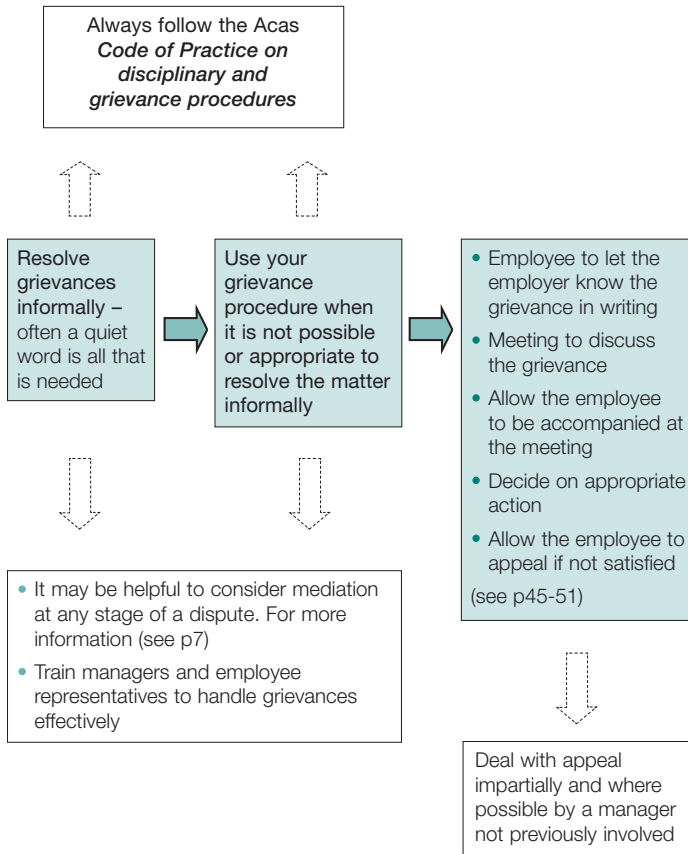 Always follow the Acas
Code of Practice on
disciplinary and
grievance procedures
Resolve
grievances
informally –
often a quiet
word is all that
is needed
Use your
grievance
procedure when
it is not possible
or appropriate to
resolve the matter
informally
• Employee to let the
employer know the
grievance in writing
• Meeting to discuss
the grievance
• Allow the employee
to be accompanied at
the meeting
• Decide on appropriate
action
• Allow the employee to
appeal if not satisfied
(see p45-51)
• It may be helpful to consider mediation
at any stage of a dispute. For more
information (see p7)
• Train managers and employee
representatives to handle grievances
effectively
Deal with appeal
impartially and where
possible by a manager
not previously involved